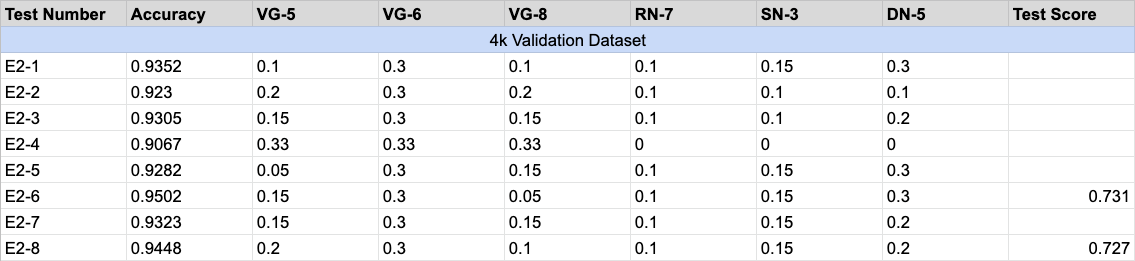 Test Number Accuracy VG-5 VG-6 VG-8 RN-7 SN-3 DN-5 Test Score
4k Validation Dataset
E2-1 0.9352 0.1 0.3 0.1 0.1 0.15 0.3
E2-2 0.923 0.2 0.3 0.2 0.1 0.1 0.1
E2-3 0.9305 0.15 0.3 0.15 0.1 0.1 0.2
E2-4 0.9067 0.33 0.33 0.33 0 0 0
E2-5 0.9282 0.05 0.3 0.15 0.1 0.15 0.3
E2-6 0.9502 0.15 0.3 0.05 0.1 0.15 0.3 0.731
E2-7 0.9323 0.15 0.3 0.15 0.1 0.15 0.2
E2-8 0.9448 0.2 0.3 0.1 0.1 0.15 0.2 0.727